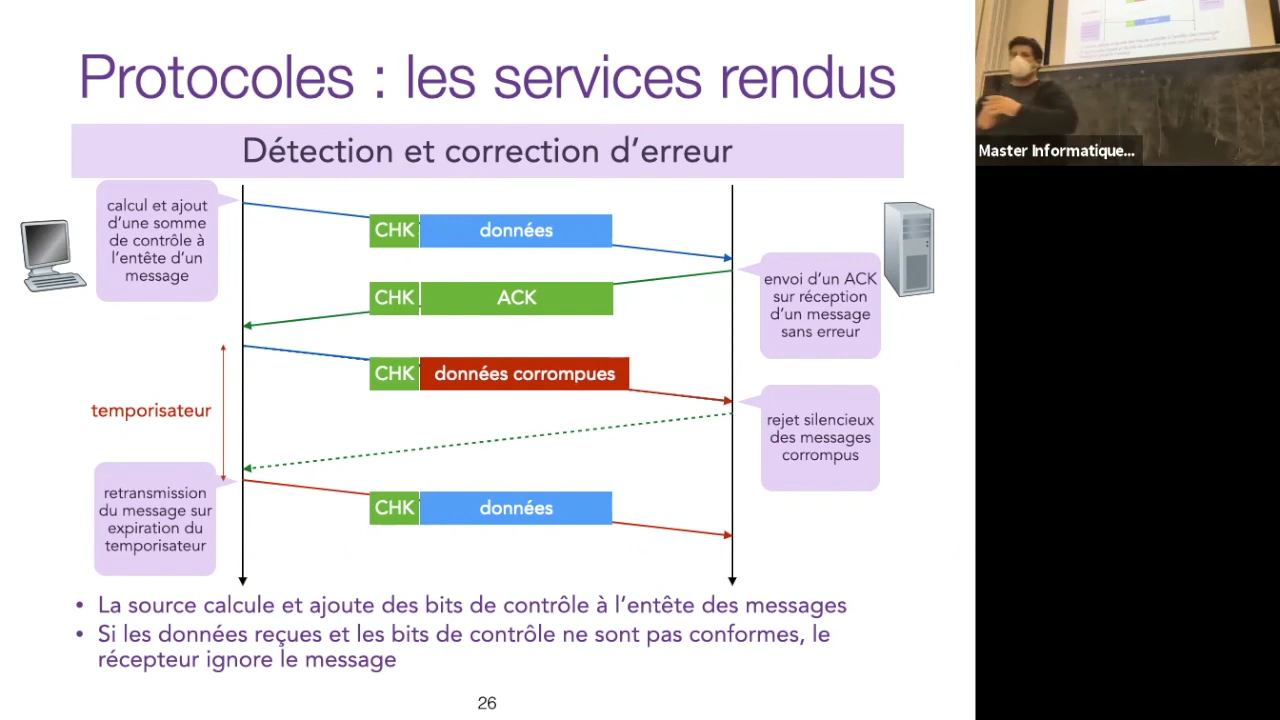 Protocoles : les services rendus
Détection et correction d'erreur
calcul et ajout
d'une somme
de contrôle à
l'entête d'un
message
CHK
données
envoi d'un ACK
sur réception
d'un message
sans erreur
CHK
ACK
CHK
données corrompues
temporisateur
rejet silencieux
des messages
corrompus
retransmission
du message sur
expiration du
temporisateur
CHK
données
• La source calcule et ajoute des bits de contrôle à l'entête des messages
• Si les données reçues et les bits de contrôle ne sont pas conformes, le
récepteur ignore le message
26
Master Informatique...